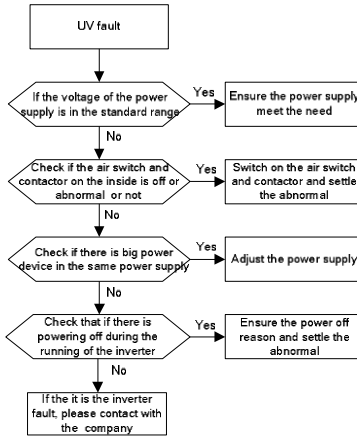 UV fault
If the voltage of the power
supply is in the standard range
Yes
Ensure the power supply
meet the need
No
Check if the air switch and
contactor on the inside is off or
abnormal or not
Yes
Switch on the air switch
and contactor and settle
the abnormal
No
Check if there is big power
device in the same power supply
Yes
Adjust the power supply
No
Check that if there is
powering off during the
running of the inverter
Yes
Ensure the power off
reason and settle the
abnormal
No
If the it is the inverter
fault, please contact with
the company